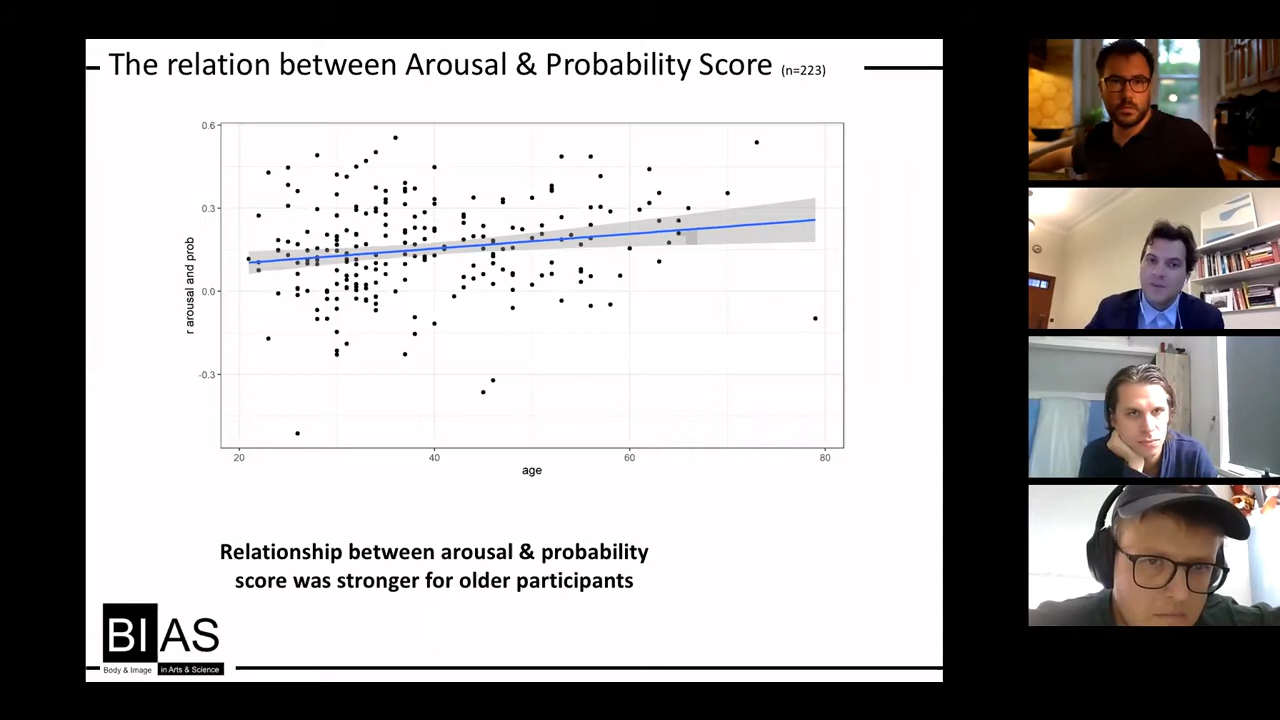 The relation between Arousal & Probability Score (n=223)
0.6
0.3
0.0
-0.3
r arousal and prob
20 40 60 80
age
Relationship between arousal & probability
score was stronger for older participants
BIAS
Body & Image in Arts & Science